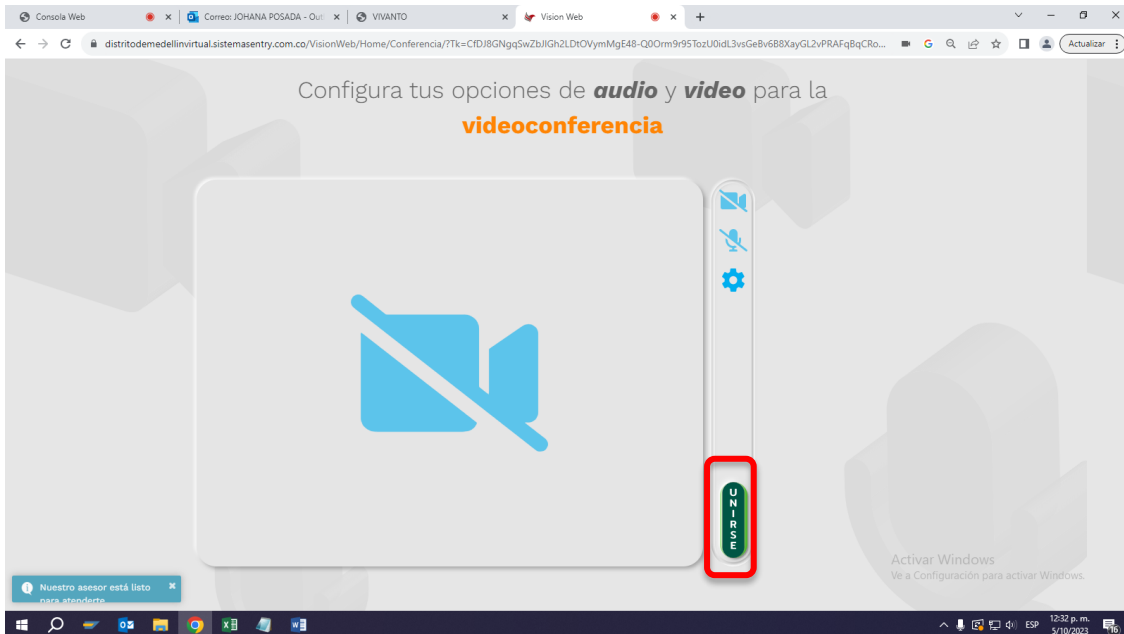 Consola Web
Correo: JOHANA POSADA - Out
VIVANTO
Vision Web
distritodemedellinvirtual.sistemasentry.com.co/VisionWeb/Home/Conferencia/?Tk=CfDJ8GNgqSwZbJIGh2LDtOVymMgE48-Q0Orm9r95TozU0idL3vsGeBv6B8XayGL2vPRAFqBqCRo...
Actualizar
Configura tus opciones de audio y video para la
videoconferencia
UNIRSE
Activar Windows
Ve a Configuración para activar Windows.
Nuestro asesor está listo
para atenderte
ESP
12:32 p. m.
5/10/2023
16